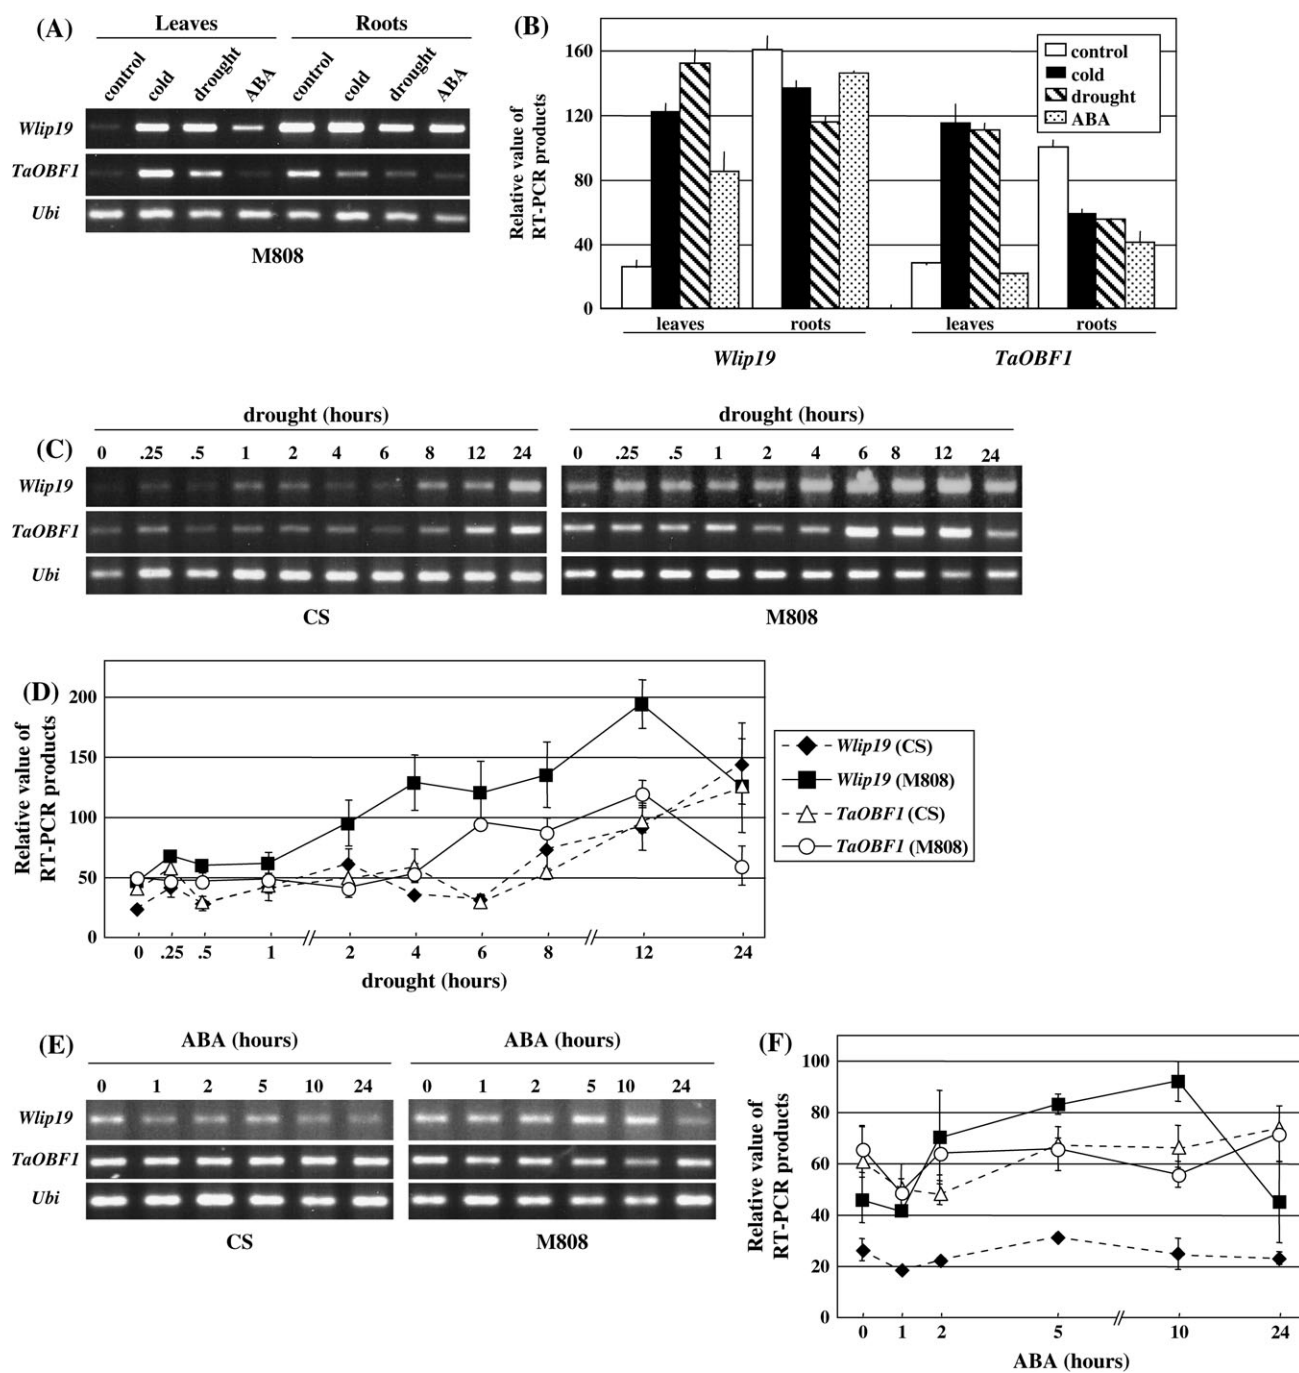 (A)
Leaves Roots
control cold drought ABA control cold drought ABA
Wlip19
TaOBF1
Ubi
M808
(B)
Relative value of
RT-PCR products
160
120
80
40
0
control
cold
drought
ABA
leaves roots leaves roots
Wlip19 TaOBF1
(C)
drought (hours) drought (hours)
0 .25 .5 1 2 4 6 8 12 24 0 .25 .5 1 2 4 6 8 12 24
Wlip19
TaOBF1
Ubi
CS M808
(D)
Relative value of
RT-PCR products
200
150
100
50
0
0 .25 .5 1 // 2 4 6 8 // 12 24
drought (hours)
Wlip19 (CS)
Wlip19 (M808)
TaOBF1 (CS)
TaOBF1 (M808)
(E)
ABA (hours) ABA (hours)
0 1 2 5 10 24 0 1 2 5 10 24
Wlip19
TaOBF1
Ubi
CS M808
(F)
Relative value of
RT-PCR products
100
80
60
40
20
0
0 1 2 5 // 10 24
ABA (hours)